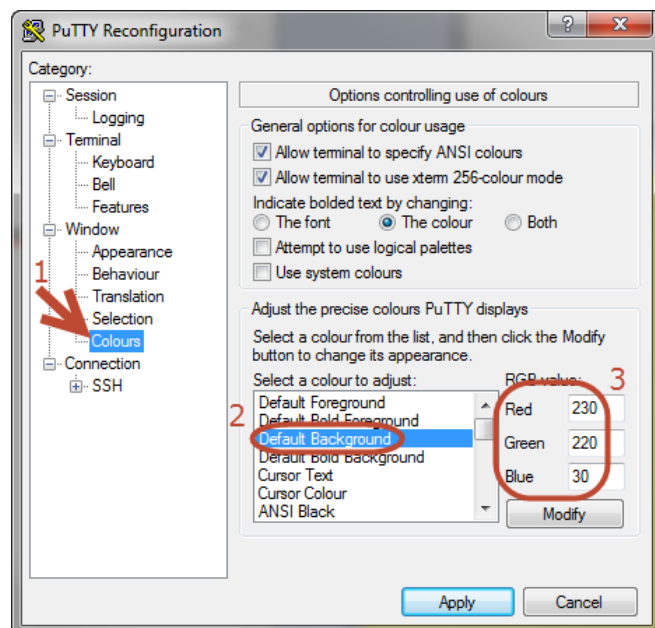 PuTTY Reconfiguration
Category:
Session
Logging
Terminal
Keyboard
Bell
Features
Window
Appearance
Behaviour
Translation
Selection
Colours
Connection
SSH
1
Options controlling use of colours
General options for colour usage
Allow terminal to specify ANSI colours
Allow terminal to use xterm 256-colour mode
Indicate bolded text by changing:
The font The colour Both
Attempt to use logical palettes
Use system colours
Adjust the precise colours PuTTY displays
Select a colour from the list, and then click the Modify
button to change its appearance.
Select a colour to adjust:
2
Default Foreground
Default Bold Foreground
Default Background
Default Bold Background
Cursor Text
Cursor Colour
ANSI Black
RGB value: 3
Red 230
Green 220
Blue 30
Modify
Apply Cancel